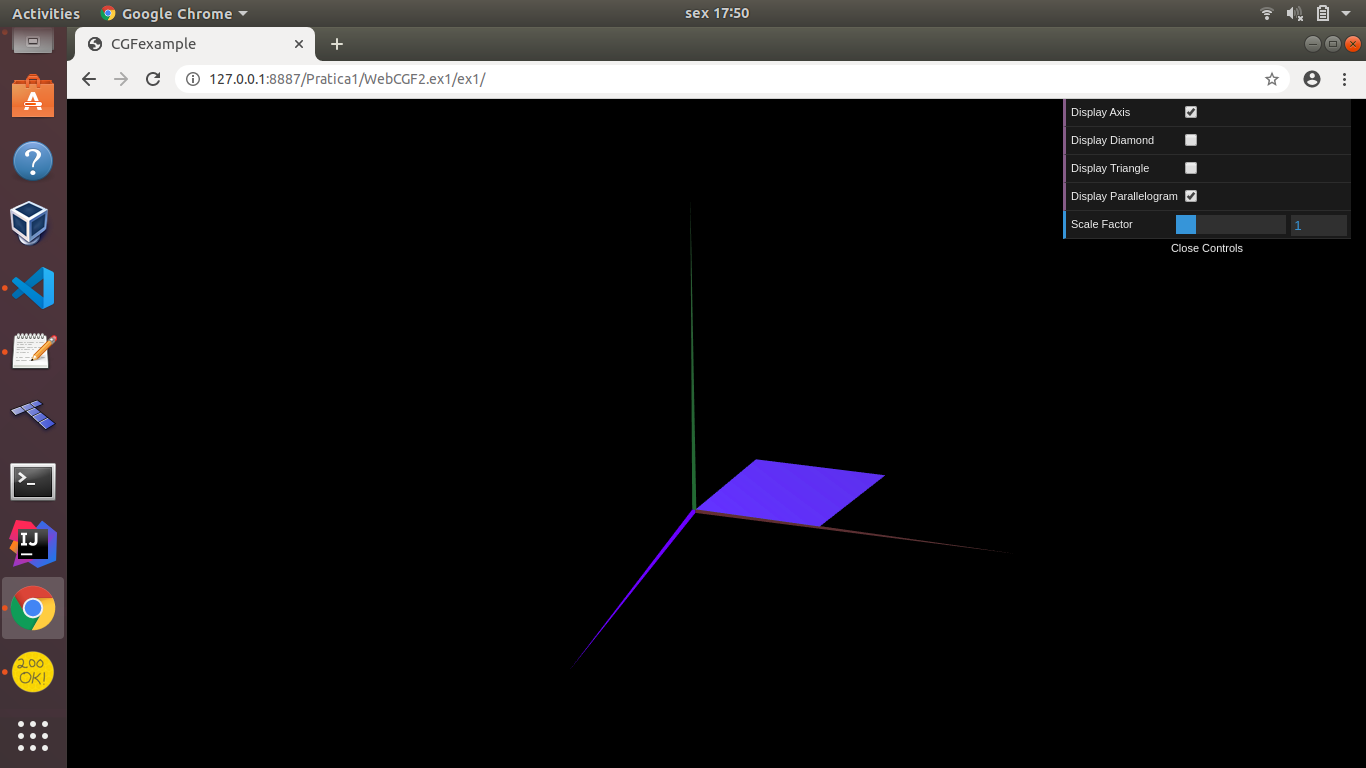 Activities Google Chrome sex 17:50
CGFexample
127.0.0.1:8887/Pratica1/WebCGF2.ex1/ex1/
Display Axis
Display Diamond
Display Triangle
Display Parallelogram
Scale Factor 1
Close Controls
A
?
>_
IJ
200
OK!